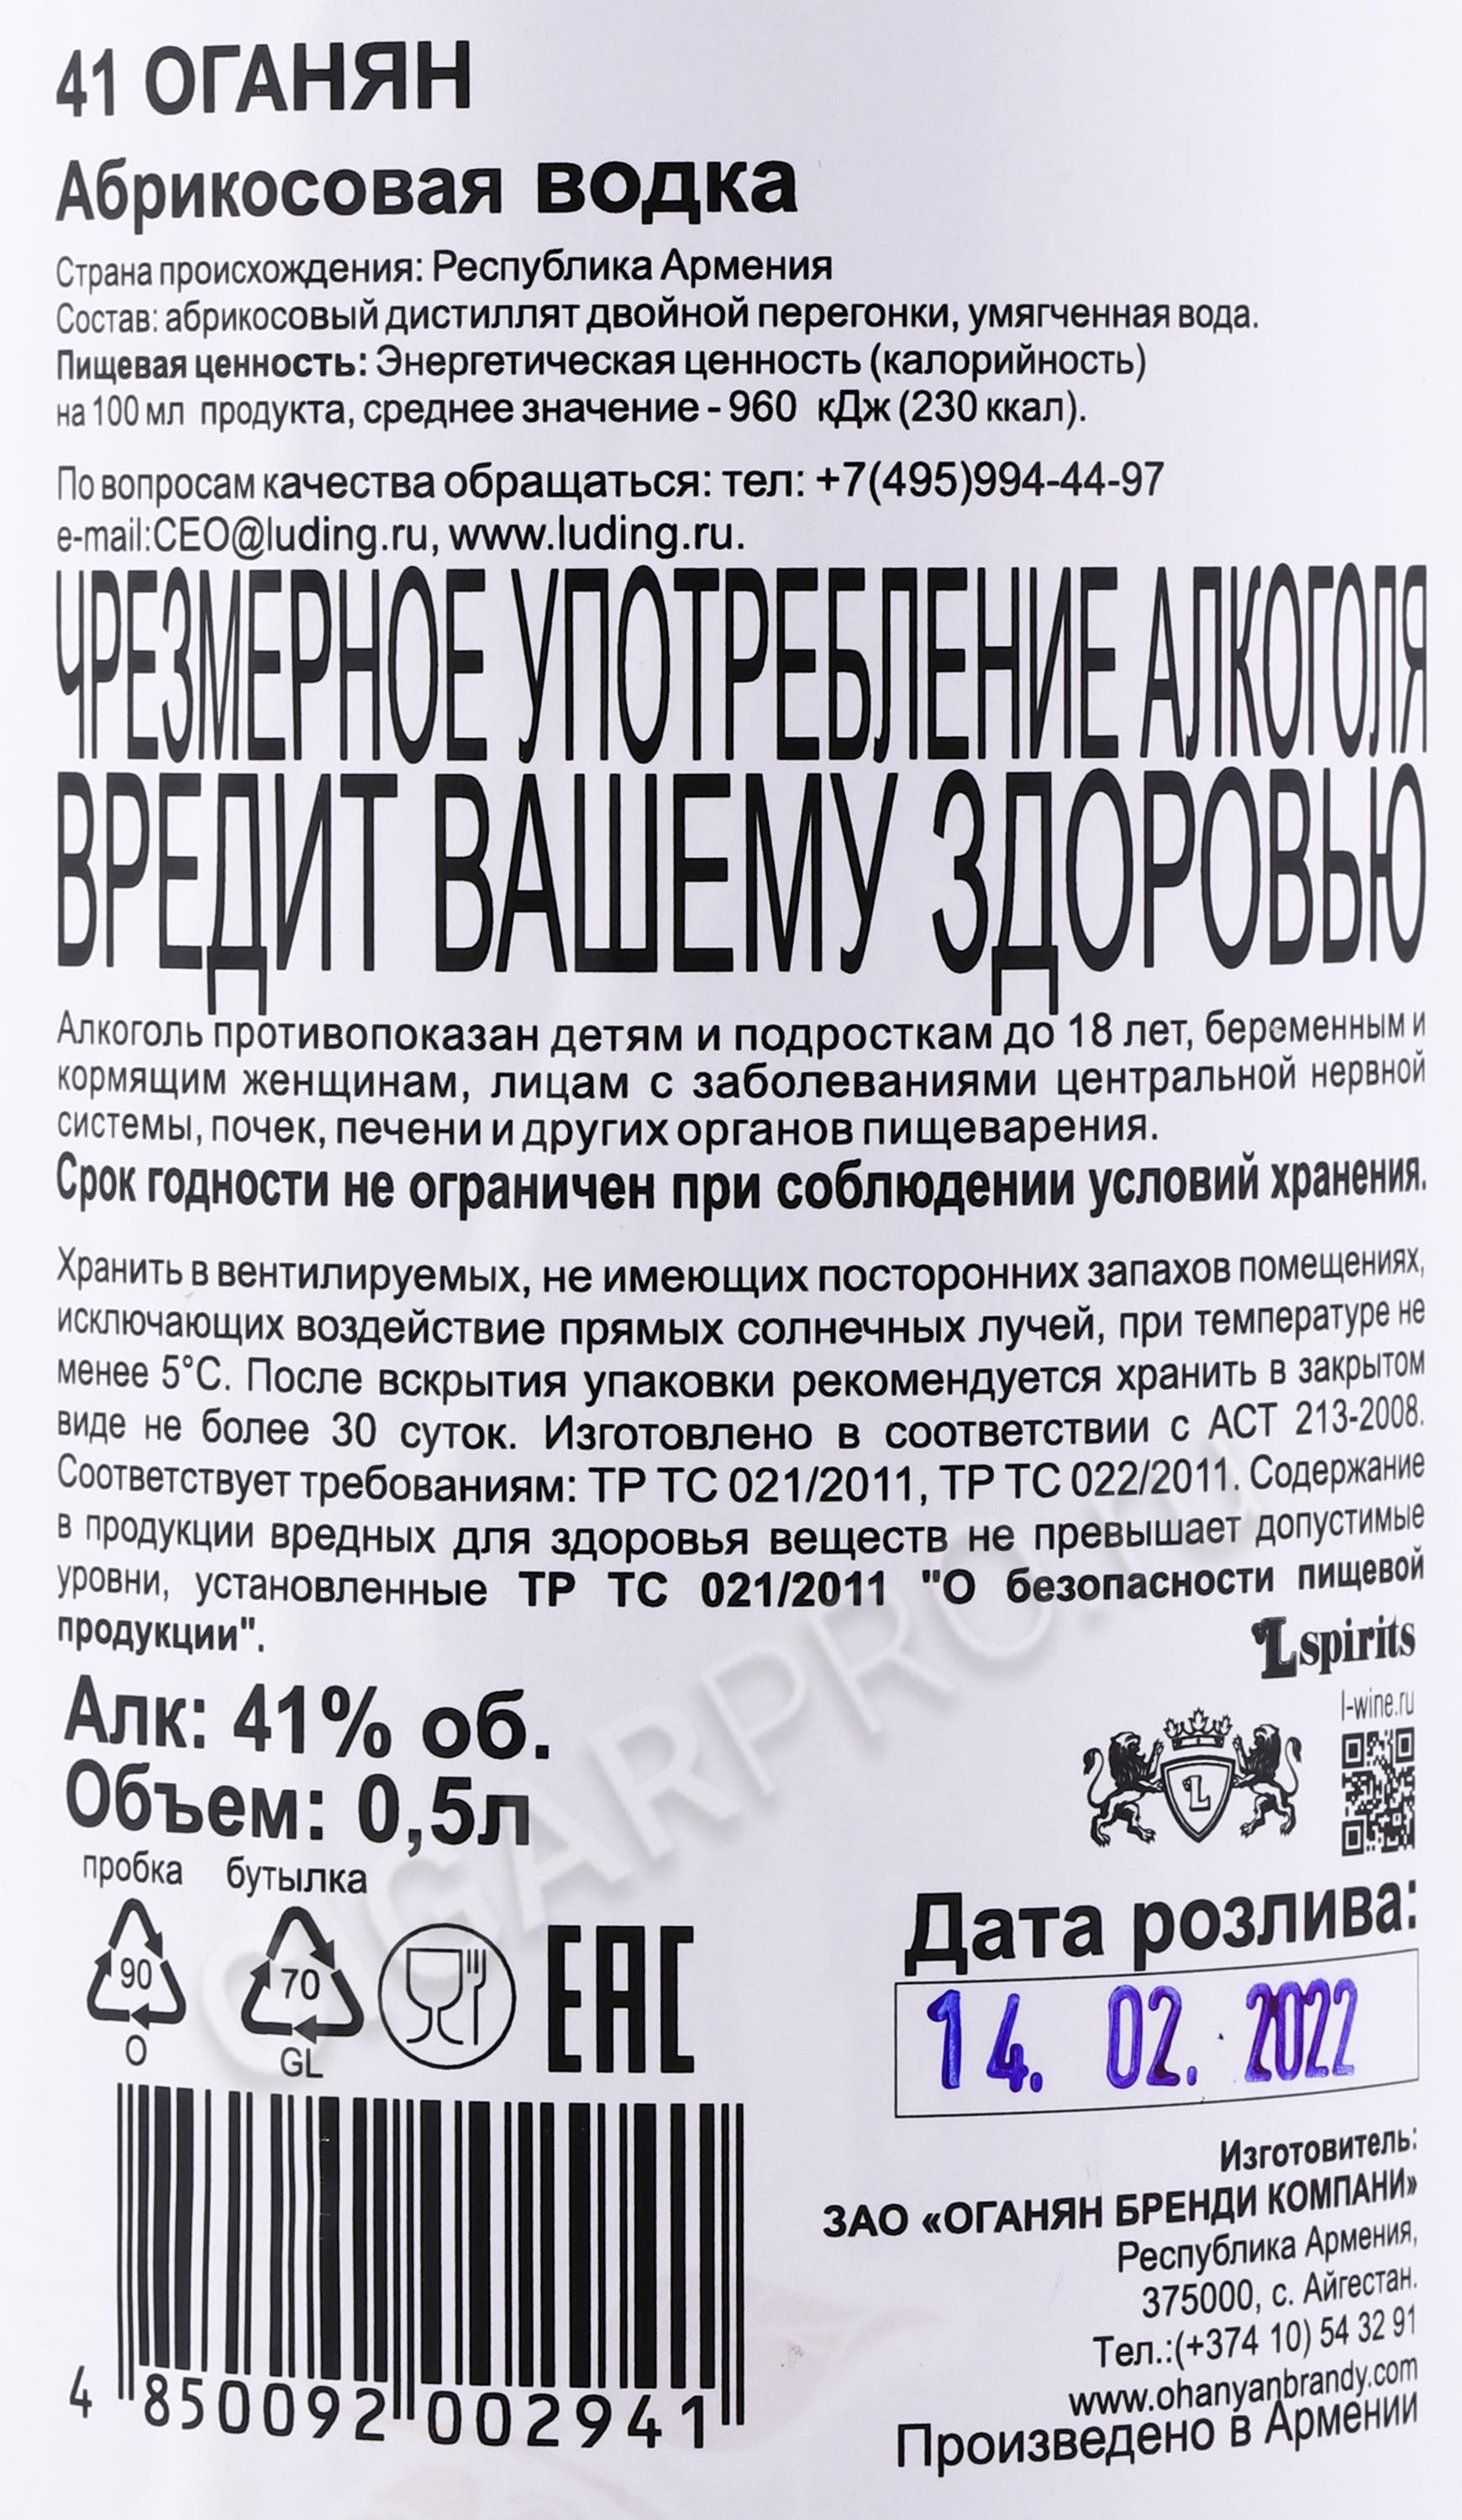 41 ОГАНЯН
Абрикосовая водка
Страна происхождения: Республика Армения
Состав: абрикосовый дистиллят двойной перегонки, умягченная вода.
Пищевая ценность: Энергетическая ценность (калорийность)
на 100 мл продукта, среднее значение - 960 кДж (230 ккал).
По вопросам качества обращаться: тел: +7(495)994-44-97
e-mail:CEO@luding.ru, www.luding.ru.
ЧРЕЗМЕРНОЕ УПОТРЕБЛЕНИЕ АЛКОГОЛЯ
ВРЕДИТ ВАШЕМУ ЗДОРОВЬЮ
Алкоголь противопоказан детям и подросткам до 18 лет, беременным и
кормящим женщинам, лицам с заболеваниями центральной нервной
системы, почек, печени и других органов пищеварения.
Срок годности не ограничен при соблюдении условий хранения.
Хранить в вентилируемых, не имеющих посторонних запахов помещениях,
исключающих воздействие прямых солнечных лучей, при температуре не
менее 5°С. После вскрытия упаковки рекомендуется хранить в закрытом
виде не более 30 суток. Изготовлено в соответствии с АСТ 213-2008.
Соответствует требованиям: ТР ТС 021/2011, ТР ТС 022/2011. Содержание
в продукции вредных для здоровья веществ не превышает допустимые
уровни, установленные ТР ТС 021/2011 "О безопасности пищевой
продукции".
L spirits
l-wine.ru
L
Алк: 41% об.
Объем: 0,5л
пробка бутылка
90 70
O GL
EAC
Дата розлива:
14. 02. 2022
Изготовитель:
ЗАО «ОГАНЯН БРЕНДИ КОМПАНИ»
Республика Армения,
375000, с. Айгестан.
Тел.:(+374 10) 54 32 91
www.ohanyanbrandy.com
Произведено в Армении
4 850092 002941
CIGARPRO.ru